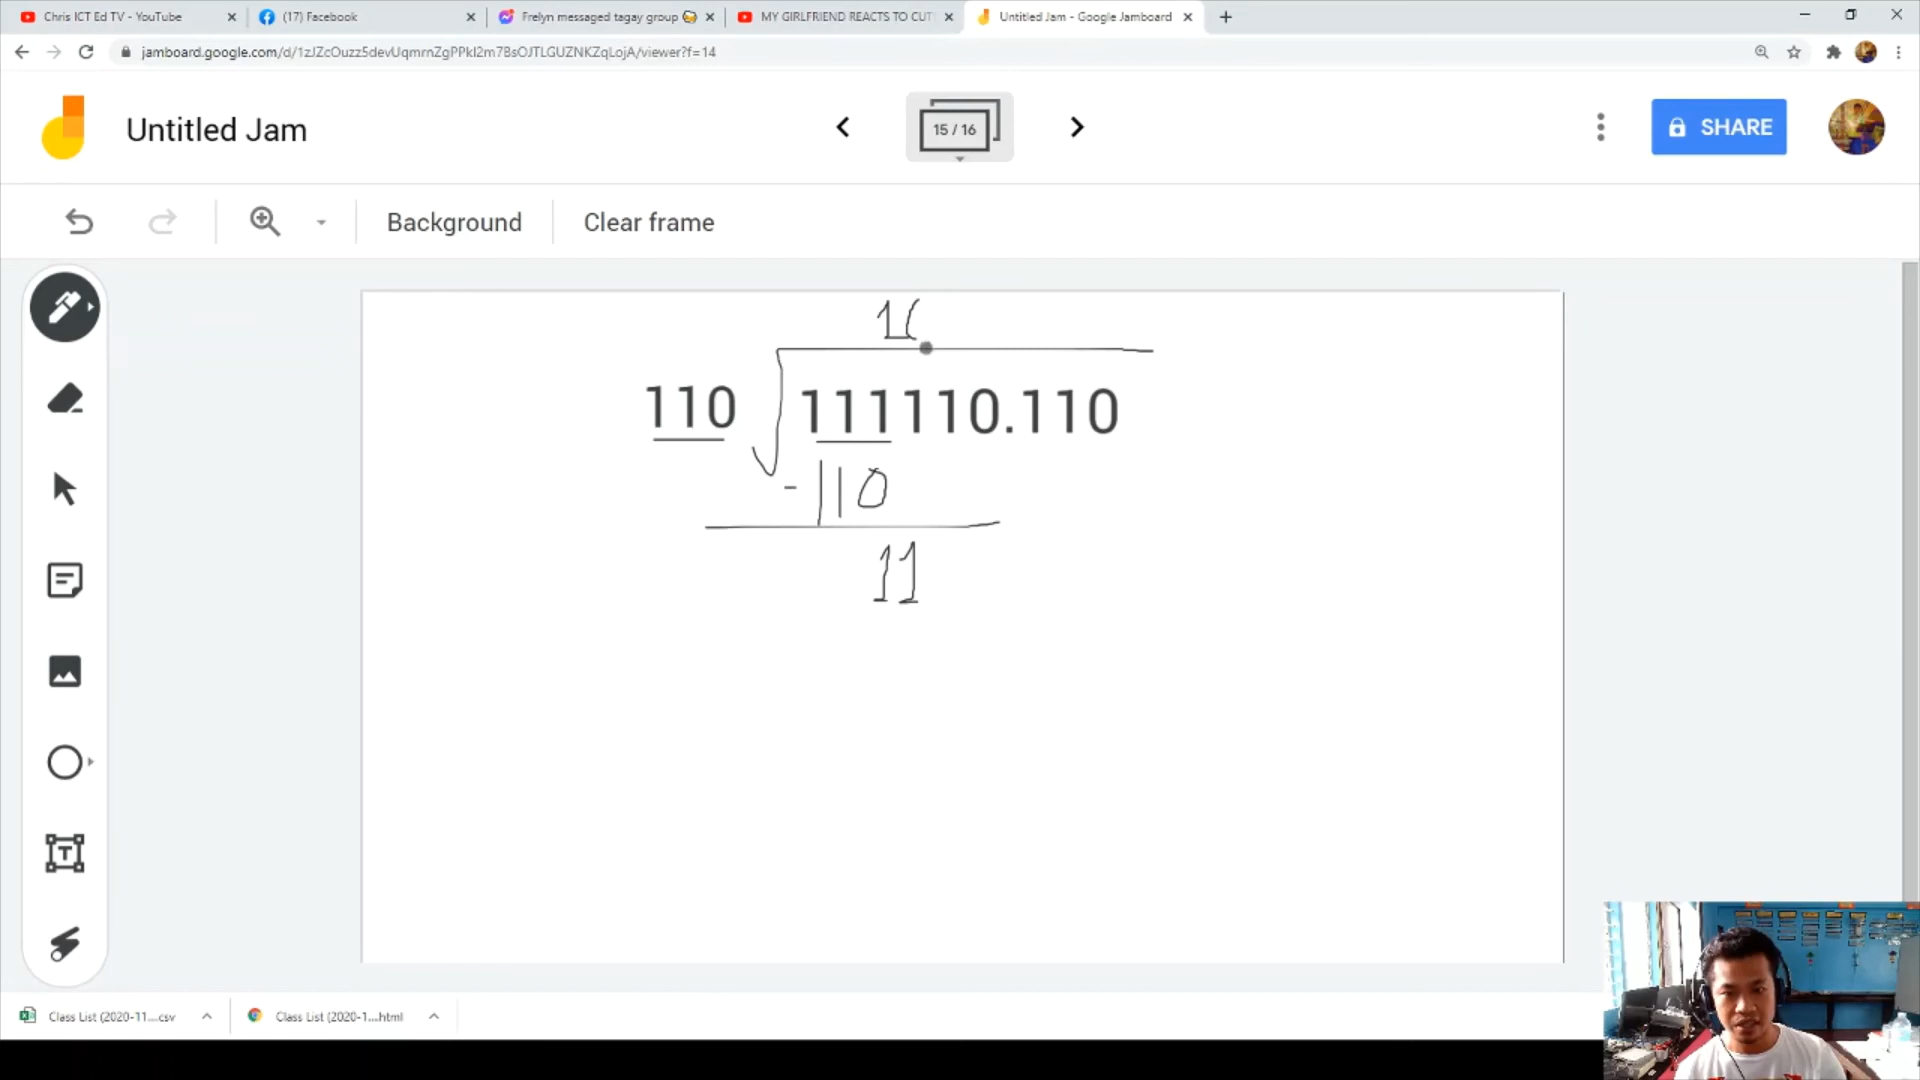 Chris ICT Ed TV - YouTube
(17) Facebook
Frelyn messaged tagay group
MY GIRLFRIEND REACTS TO CUT
Untitled Jam - Google Jamboard
jamboard.google.com/d/1zJZcOuzz5devUqmrnZgPPkI2m7BsOJTLGUZNKZqLojA/viewer?f=14
Untitled Jam
15 / 16
SHARE
Background
Clear frame
1(
110 111110.110
-110
11
Class List (2020-11....csv
Class List (2020-1....html